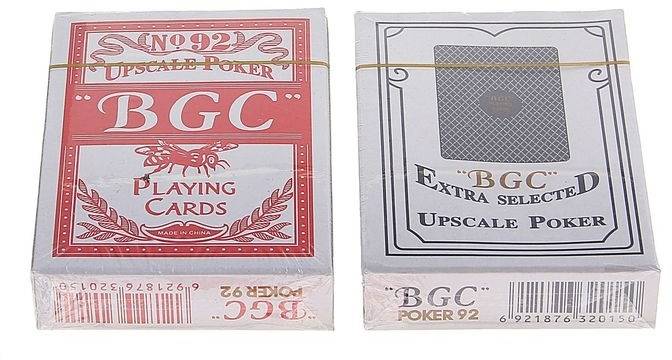 Nº 92
UPSCALE POKER
"BGC"
PLAYING
CARDS
MADE IN CHINA
"BGC"
POKER 92
6 921876 320150
BGC
"BGC"
EXTRA SELECTED
UPSCALE POKER
"BGC"
POKER 92
6 921876 320150